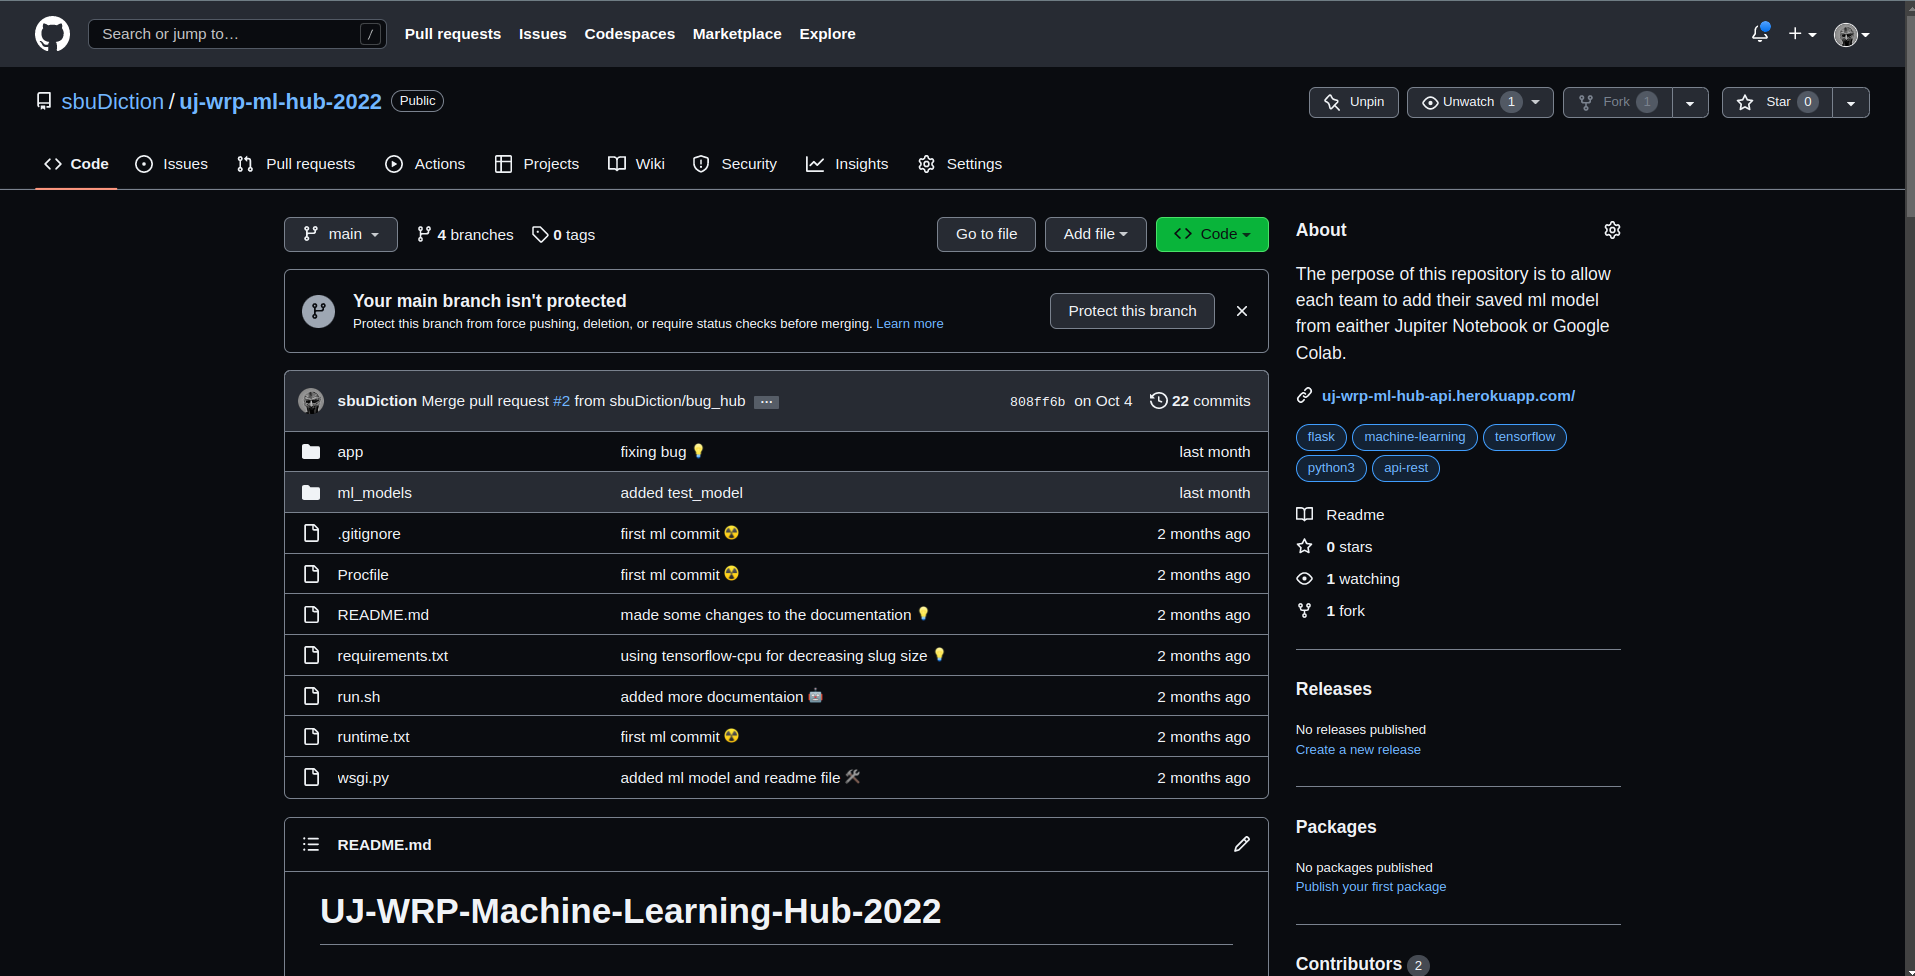 Search or jump to… /
Pull requests Issues Codespaces Marketplace Explore
sbuDiction / uj-wrp-ml-hub-2022 Public
Unpin Unwatch 1 Fork 1 Star 0
Code Issues Pull requests Actions Projects Wiki Security Insights Settings
main 4 branches 0 tags Go to file Add file Code
Your main branch isn't protected
Protect this branch from force pushing, deletion, or require status checks before merging. Learn more
Protect this branch
sbuDiction Merge pull request #2 from sbuDiction/bug_hub ... 808ff6b on Oct 4 22 commits
app fixing bug 💡 last month
ml_models added test_model last month
.gitignore first ml commit ☢️ 2 months ago
Procfile first ml commit ☢️ 2 months ago
README.md made some changes to the documentation 💡 2 months ago
requirements.txt using tensorflow-cpu for decreasing slug size 💡 2 months ago
run.sh added more documentaion 🤖 2 months ago
runtime.txt first ml commit ☢️ 2 months ago
wsgi.py added ml model and readme file 🛠️ 2 months ago
README.md
UJ-WRP-Machine-Learning-Hub-2022
About
The perpose of this repository is to allow
each team to add their saved ml model
from eaither Jupiter Notebook or Google
Colab.
uj-wrp-ml-hub-api.herokuapp.com/
flask machine-learning tensorflow
python3 api-rest
Readme
0 stars
1 watching
1 fork
Releases
No releases published
Create a new release
Packages
No packages published
Publish your first package
Contributors 2